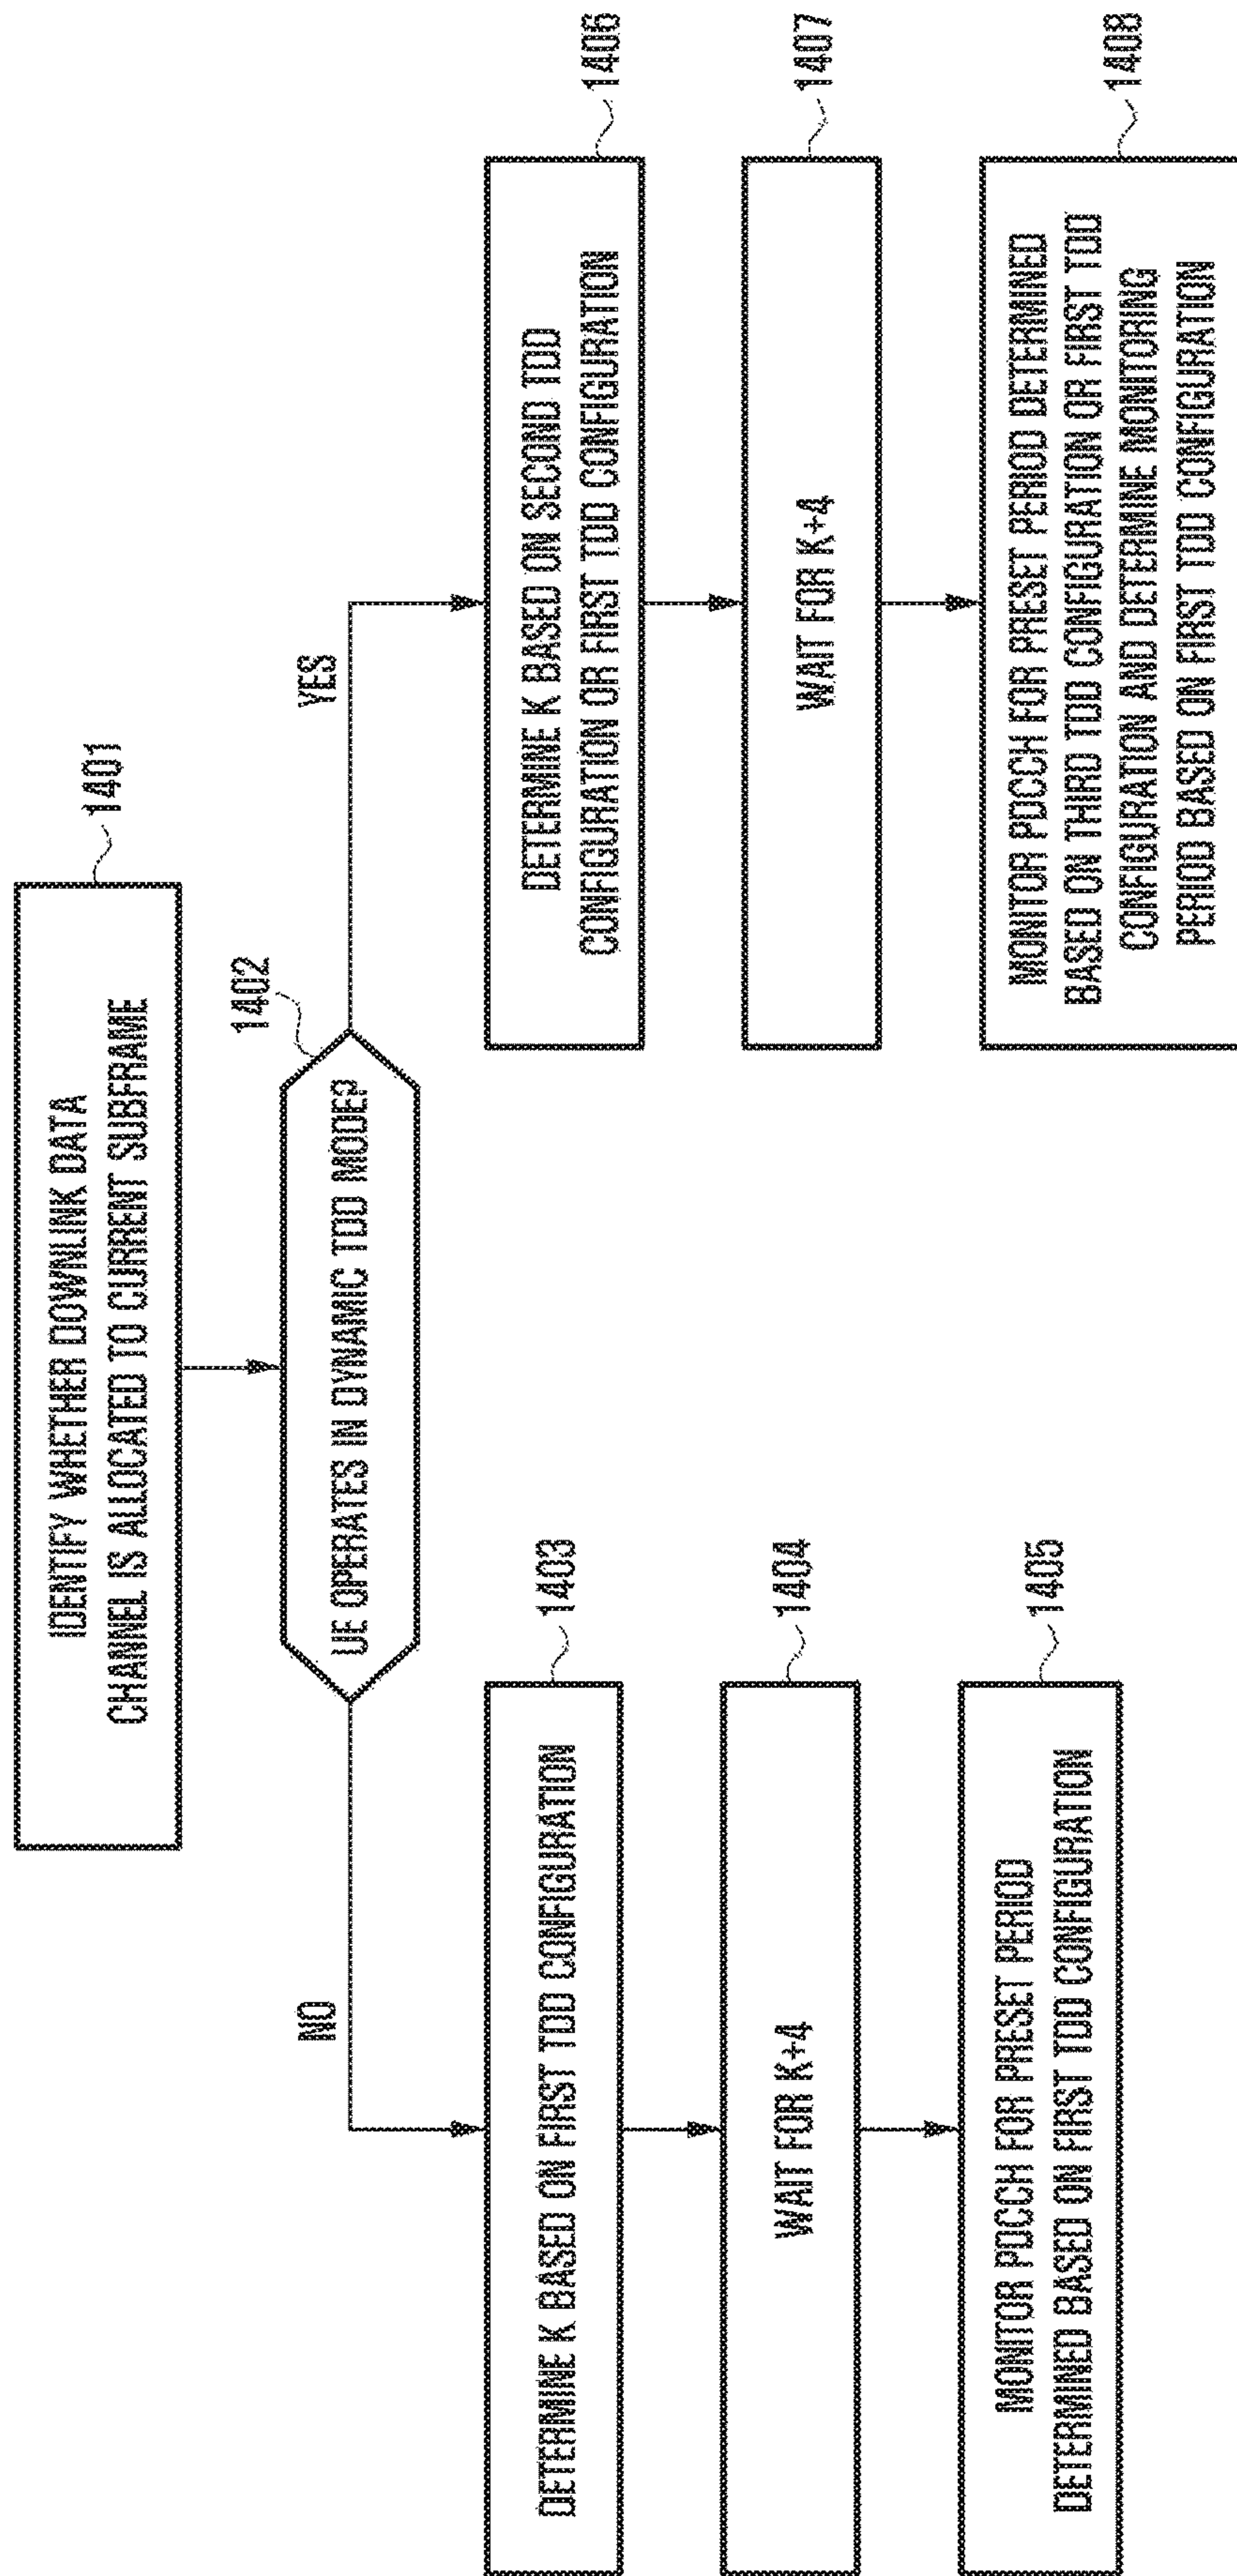 IDENTIFY WHETHER DOWNLINK DATA
CHANNEL IS ALLOCATED TO CURRENT SUBFRAME
1401
UE OPERATES IN DYNAMIC TDD MODE?
1402
NO
YES
DETERMINE K BASED ON FIRST TDD CONFIGURATION
1403
WAIT FOR K+4
1404
MONITOR PDCCH FOR PRESET PERIOD
DETERMINED BASED ON FIRST TDD CONFIGURATION
1405
DETERMINE K BASED ON SECOND TDD
CONFIGURATION OR FIRST TDD CONFIGURATION
1406
WAIT FOR K+4
1407
MONITOR PDCCH FOR PRESET PERIOD DETERMINED
BASED ON THIRD TDD CONFIGURATION OR FIRST TDD
CONFIGURATION AND DETERMINE MONITORING
PERIOD BASED ON FIRST TDD CONFIGURATION
1408